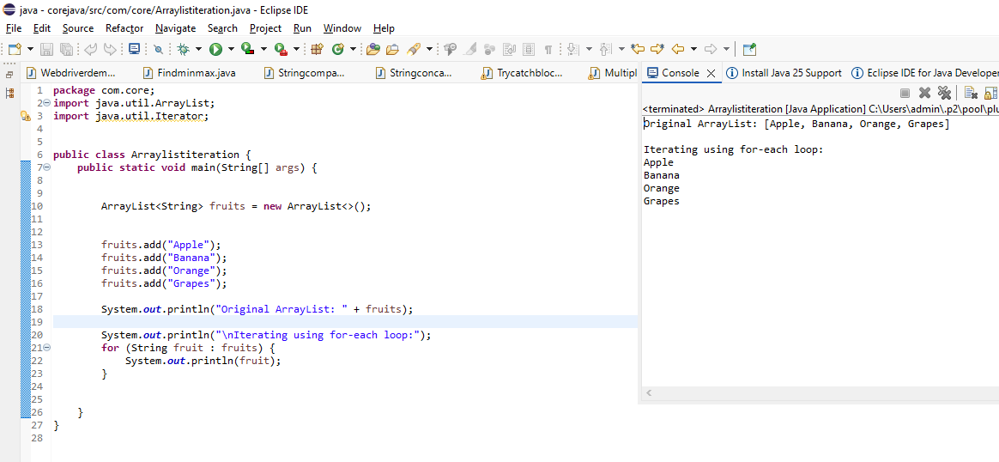 java - corejava/src/com/core/Arraylistiteration.java - Eclipse IDE
File Edit Source Refactor Navigate Search Project Run Window Help
Webdriverdem... Findminmax.java Stringcompa... Stringconca... Trycatchbloc... Multipl
1 package com.core;
2 import java.util.ArrayList;
3 import java.util.Iterator;
4
5
6 public class Arraylistiteration {
7 public static void main(String[] args) {
8
9
10 ArrayList<String> fruits = new ArrayList<>();
11
12
13 fruits.add("Apple");
14 fruits.add("Banana");
15 fruits.add("Orange");
16 fruits.add("Grapes");
17
18 System.out.println("Original ArrayList: " + fruits);
19
20 System.out.println("\nIterating using for-each loop:");
21 for (String fruit : fruits) {
22 System.out.println(fruit);
23 }
24
25
26 }
27 }
28
Console Install Java 25 Support Eclipse IDE for Java Developer
<terminated> Arraylistiteration [Java Application] C:\Users\admin\.p2\pool\plu
Original ArrayList: [Apple, Banana, Orange, Grapes]
Iterating using for-each loop:
Apple
Banana
Orange
Grapes